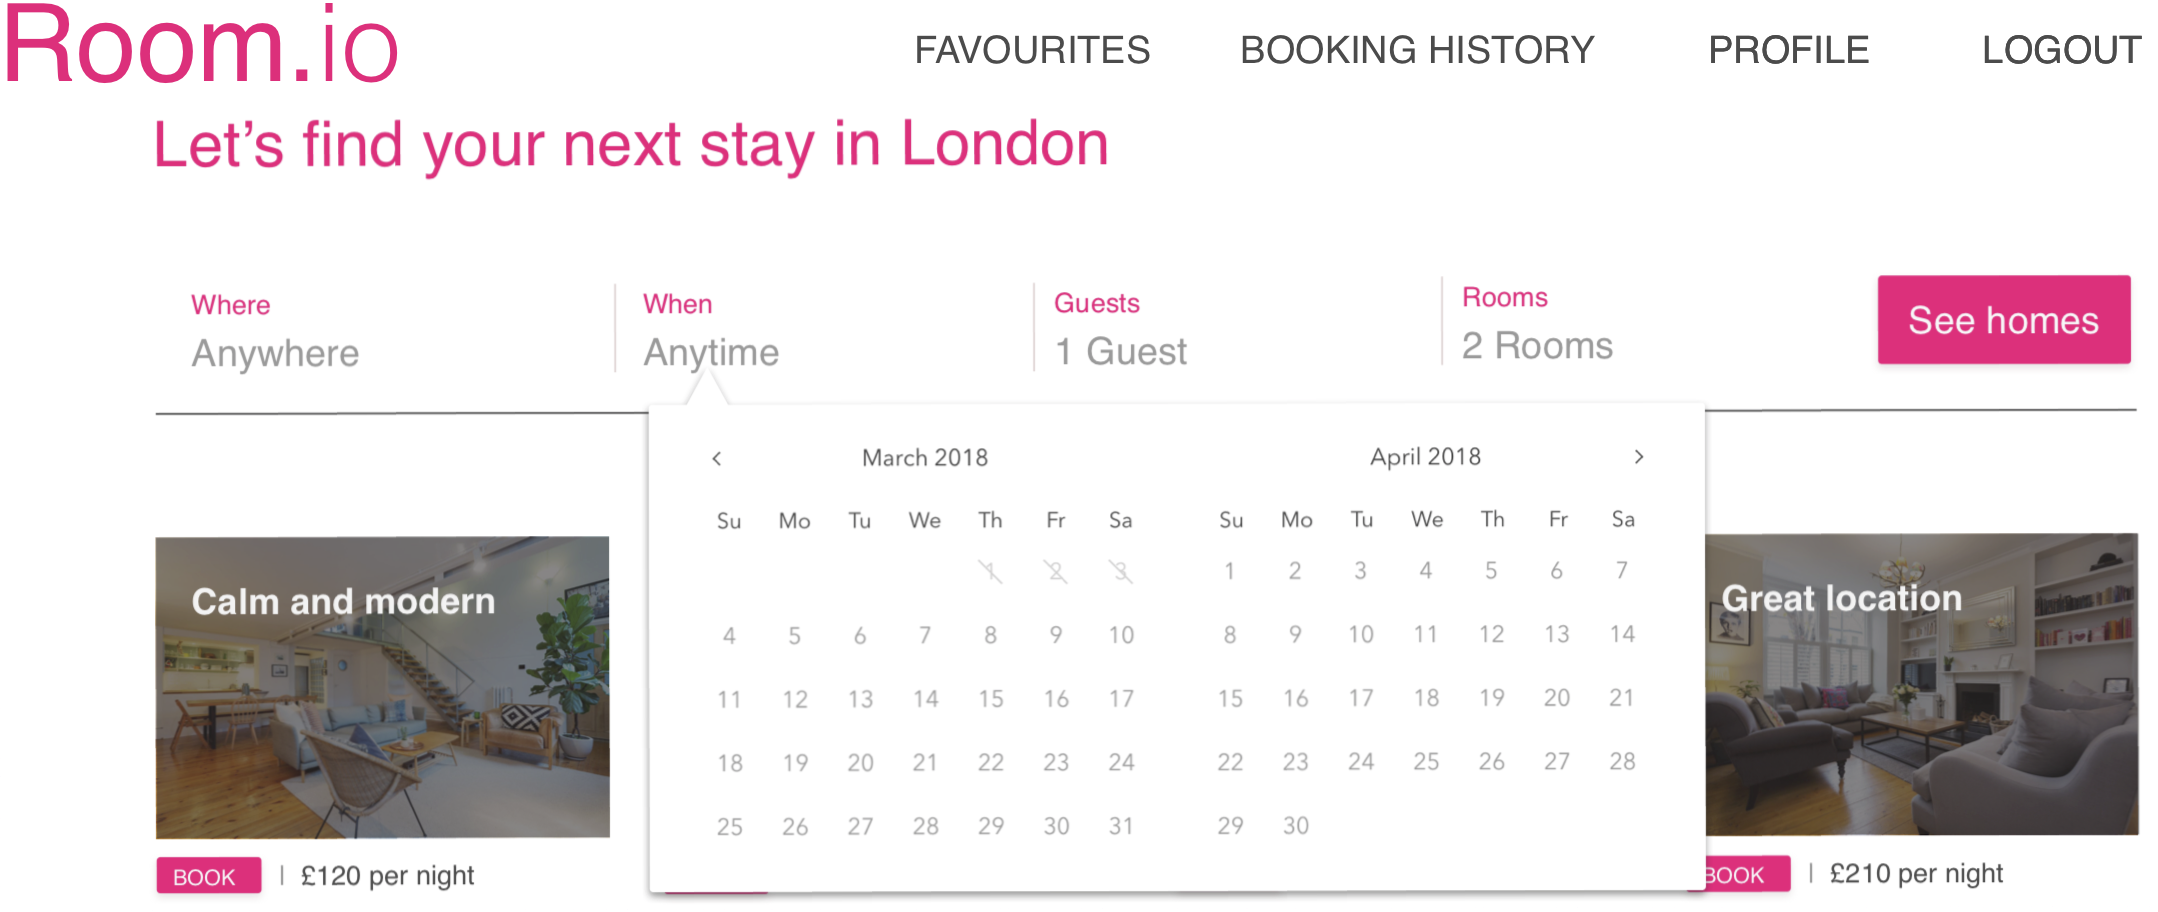 Room.io
FAVOURITES BOOKING HISTORY PROFILE LOGOUT
Let's find your next stay in London
Where When Guests Rooms
Anywhere Anytime 1 Guest 2 Rooms
See homes
< March 2018 April 2018 >
Su Mo Tu We Th Fr Sa Su Mo Tu We Th Fr Sa
1 2 3 1 2 3 4 5 6 7
4 5 6 7 8 9 10 8 9 10 11 12 13 14
11 12 13 14 15 16 17 15 16 17 18 19 20 21
18 19 20 21 22 23 24 22 23 24 25 26 27 28
25 26 27 28 29 30 31 29 30
Calm and modern
Great location
BOOK | £120 per night
BOOK | £210 per night